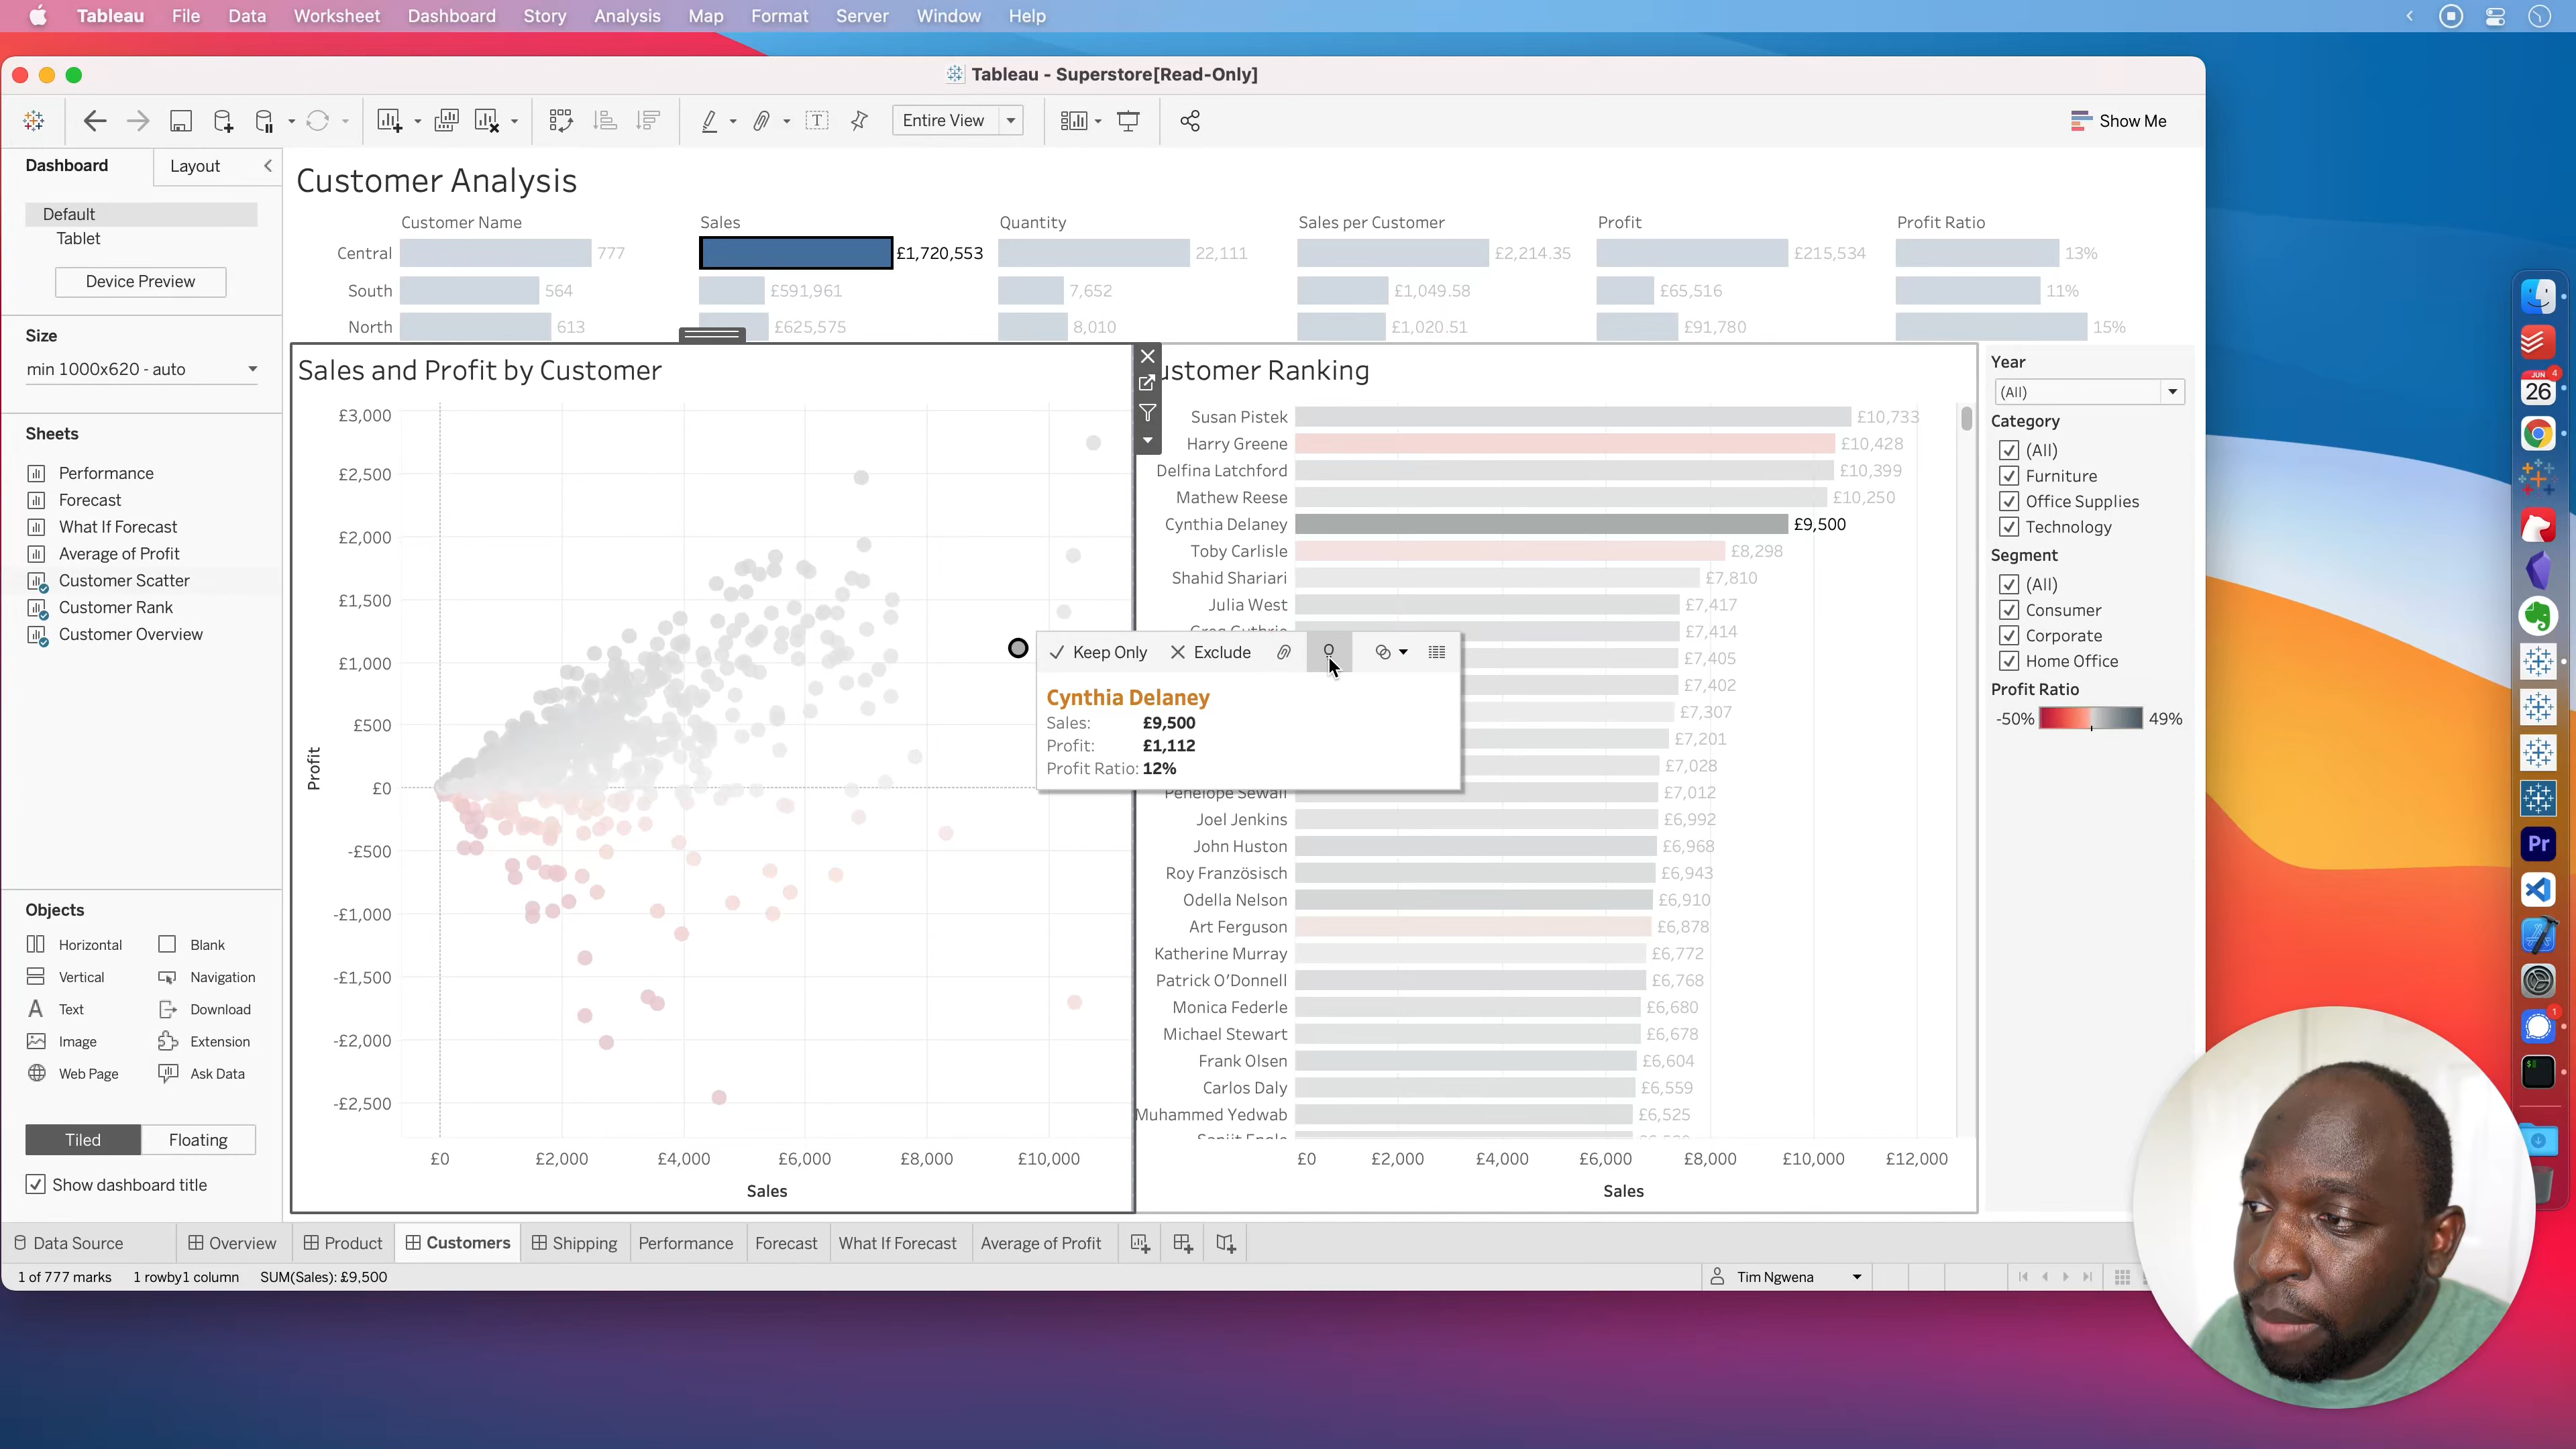 Tableau File Data Worksheet Dashboard Story Analysis Map Format Server Window Help
Tableau - Superstore[Read-Only]
Entire View
Show Me
Dashboard
Layout
Default
Tablet
Device Preview
Size
min 1000x620 - auto
Sheets
Performance
Forecast
What If Forecast
Average of Profit
Customer Scatter
Customer Rank
Customer Overview
Objects
Horizontal Blank
Vertical Navigation
Text Download
Image Extension
Web Page Ask Data
Tiled Floating
Show dashboard title
Customer Analysis
Customer Name Sales Quantity Sales per Customer Profit Profit Ratio
Central 777 £1,720,553 22,111 £2,214.35 £215,534 13%
South 564 £591,961 7,652 £1,049.58 £65,516 11%
North 613 £625,575 8,010 £1,020.51 £91,780 15%
Sales and Profit by Customer
£3,000
£2,500
£2,000
£1,500
£1,000
£500
£0
-£500
-£1,000
-£1,500
-£2,000
-£2,500
Profit
£0 £2,000 £4,000 £6,000 £8,000 £10,000
Sales
Keep Only Exclude
Cynthia Delaney
Sales: £9,500
Profit: £1,112
Profit Ratio: 12%
ustomer Ranking
Susan Pistek £10,733
Harry Greene £10,428
Delfina Latchford £10,399
Mathew Reese £10,250
Cynthia Delaney £9,500
Toby Carlisle £8,298
Shahid Shariari £7,810
Julia West £7,417
£7,414
£7,405
£7,402
£7,307
£7,201
£7,028
Penelope Sewall £7,012
Joel Jenkins £6,992
John Huston £6,968
Roy Französisch £6,943
Odella Nelson £6,910
Art Ferguson £6,878
Katherine Murray £6,772
Patrick O'Donnell £6,768
Monica Federle £6,680
Michael Stewart £6,678
Frank Olsen £6,604
Carlos Daly £6,559
Muhammed Yedwab £6,525
£0 £2,000 £4,000 £6,000 £8,000 £10,000 £12,000
Sales
Year
(All)
Category
(All)
Furniture
Office Supplies
Technology
Segment
(All)
Consumer
Corporate
Home Office
Profit Ratio
-50% 49%
Data Source Overview Product Customers Shipping Performance Forecast What If Forecast Average of Profit
1 of 777 marks 1 rowby1 column SUM(Sales): £9,500
Tim Ngwena
JUN
26
4
Pr
1